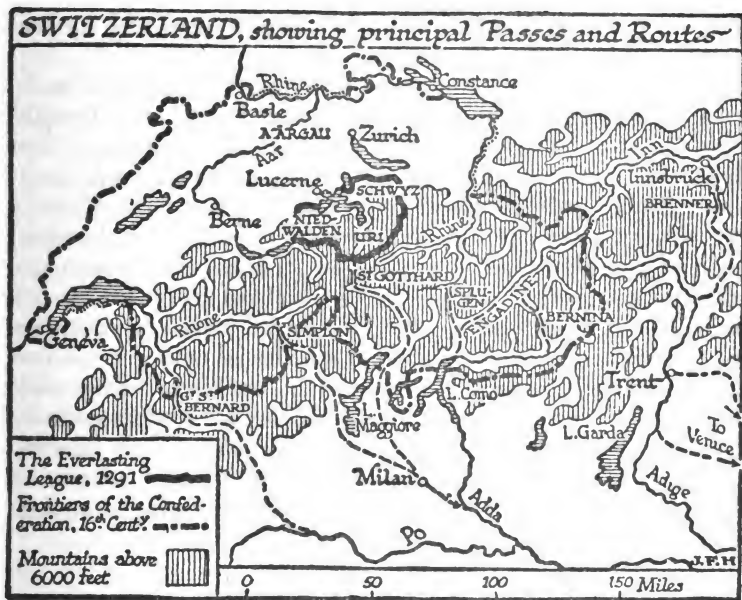 SWITZERLAND, showing principal Passes and Routes
Rhine
Constance
Basle
AARGAU
Zurich
Aar
Inn
Lucerne
SCHWYZ
Innsbruck
BRENNER
Berne
NIED-
WALDEN
URI
Rhine
St GOTTHARD
SPLU-
GEN
ENGADINE
BERNINA
Geneva
Rhone
SIMPLON
Gt St
BERNARD
L.
Maggiore
L. Como
Trent
L. Garda
To
Venice
Milan
Adda
Adige
Po
The Everlasting
League, 1291
Frontiers of the Confed-
eration, 16th Centy.
Mountains above
6000 feet
J.F.H
0 50 100 150 Miles